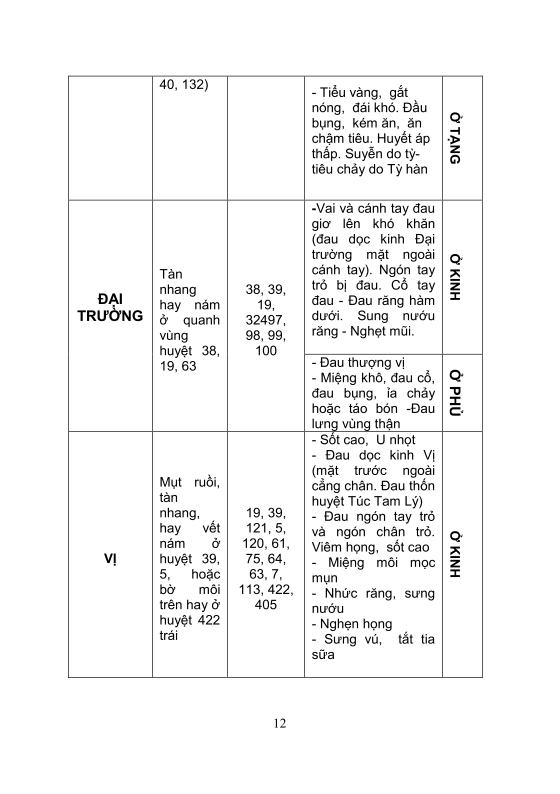 40, 132)
- Tiểu vàng, gắt
nóng, đái khó. Đầu
bụng, kém ăn, ăn
chậm tiêu. Huyết áp
thấp. Suyễn do tỳ-
tiêu chảy do Tỳ hàn
Ở TẠNG
ĐẠI
TRƯỜNG
Tàn
nhang
hay nám
ở quanh
vùng
huyệt 38,
19, 63
38, 39,
19,
32497,
98, 99,
100
-Vai và cánh tay đau
giơ lên khó khăn
(đau dọc kinh Đại
trường mặt ngoài
cánh tay). Ngón tay
trỏ bị đau. Cổ tay
đau - Đau răng hàm
dưới. Sung nướu
răng - Nghẹt mũi.
Ở KINH
- Đau thượng vị
- Miệng khô, đau cổ,
đau bụng, ỉa chảy
hoặc táo bón -Đau
lưng vùng thận
Ở PHỦ
VỊ
Mụt ruồi,
tàn
nhang,
hay vết
nám ở
huyệt 39,
5, hoặc
bờ môi
trên hay ở
huyệt 422
trái
19, 39,
121, 5,
120, 61,
75, 64,
63, 7,
113, 422,
405
- Sốt cao, U nhọt
- Đau dọc kinh Vị
(mặt trước ngoài
cẳng chân. Đau thốn
huyệt Túc Tam Lý)
- Đau ngón tay trỏ
và ngón chân trỏ.
Viêm họng, sốt cao
- Miệng môi mọc
mụn
- Nhức răng, sưng
nướu
- Nghẹn họng
- Sưng vú, tắt tia
sữa
Ở KINH
12